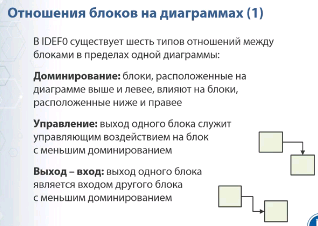 Отношения блоков на диаграммах (1)
В IDEF0 существует шесть типов отношений между
блоками в пределах одной диаграммы:
Доминирование: блоки, расположенные на
диаграмме выше и левее, влияют на блоки,
расположенные ниже и правее
Управление: выход одного блока служит
управляющим воздействием на блок
с меньшим доминированием
Выход – вход: выход одного блока
является входом другого блока
с меньшим доминированием